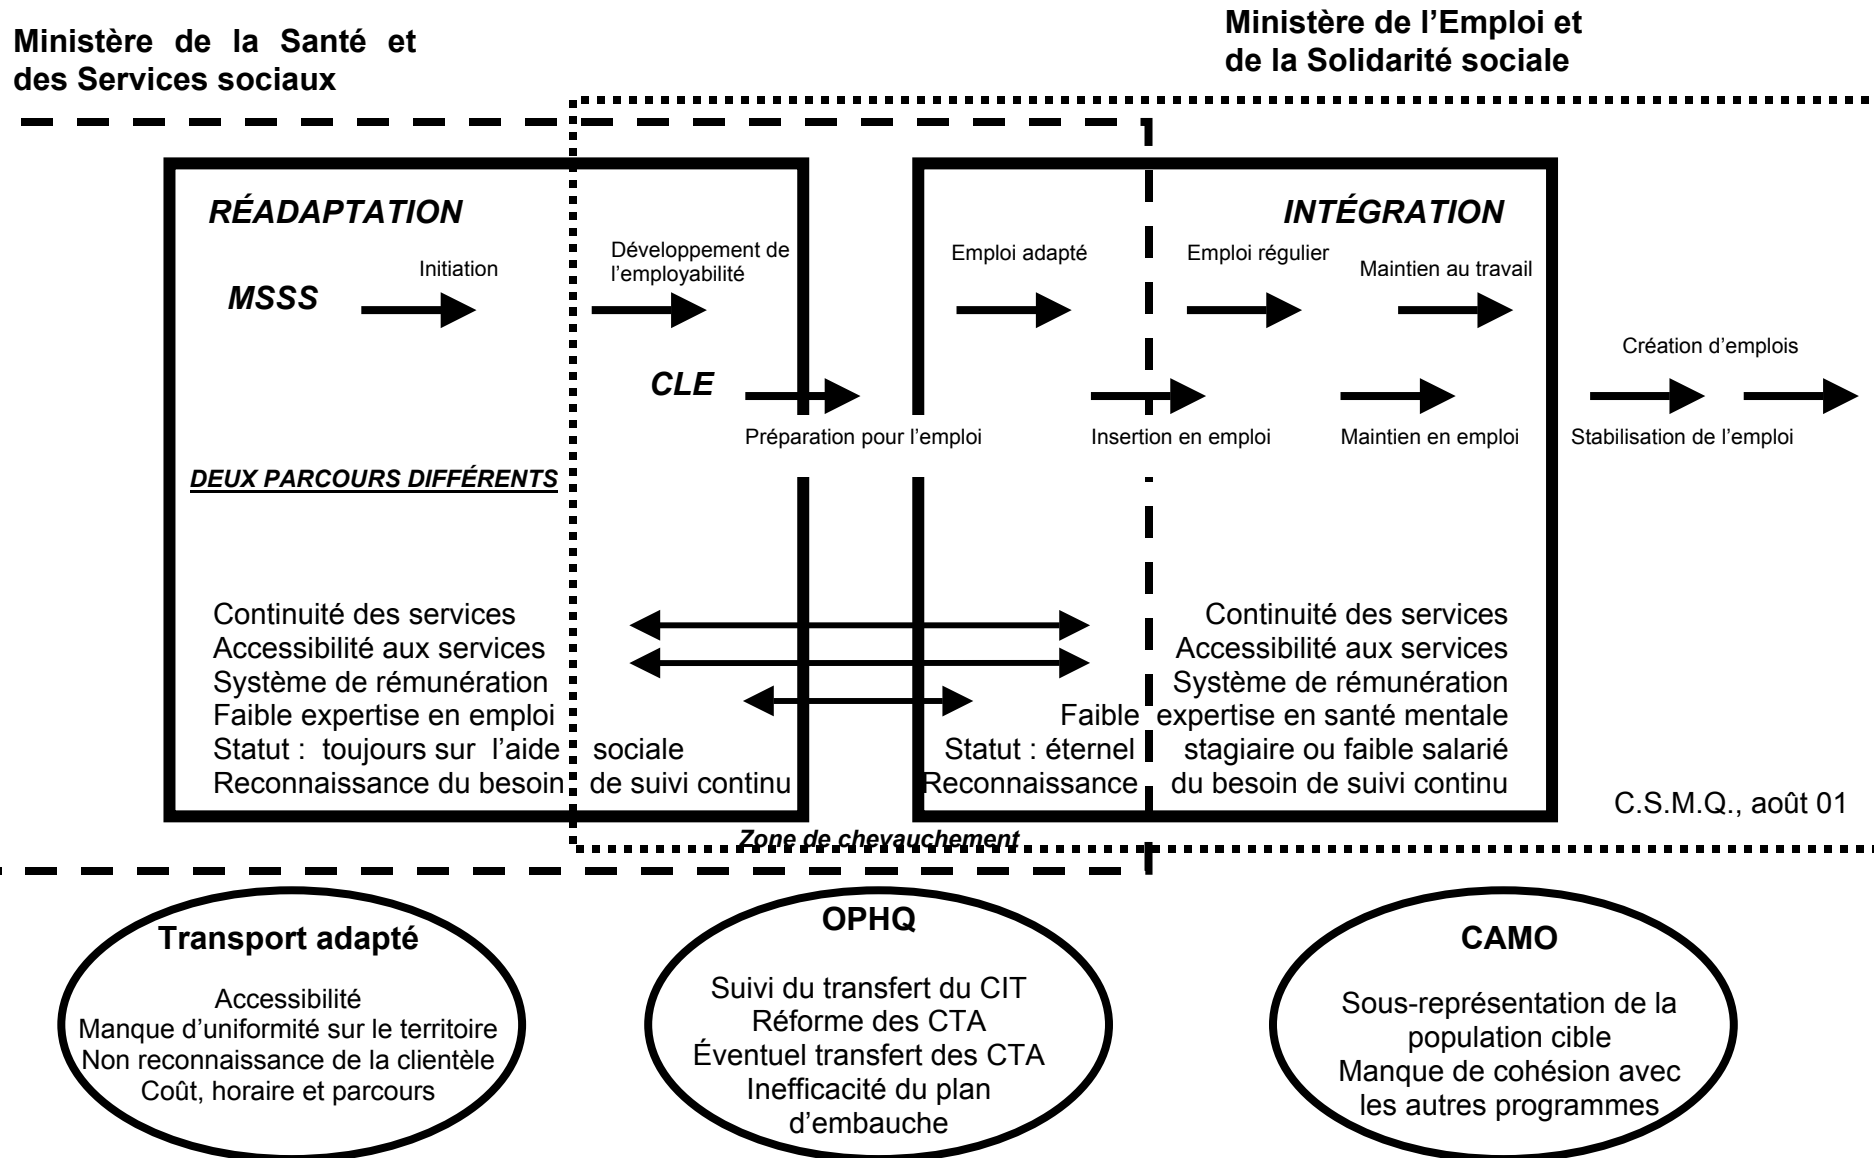 Ministère de la Santé et
des Services sociaux
Ministère de l’Emploi et
de la Solidarité sociale
RÉADAPTATION
INTÉGRATION
MSSS
Initiation
Développement de
l’employabilité
Emploi adapté
Emploi régulier
Maintien au travail
Création d’emplois
CLE
Préparation pour l’emploi
Insertion en emploi
Maintien en emploi
Stabilisation de l’emploi
DEUX PARCOURS DIFFÉRENTS
Continuité des services
Accessibilité aux services
Système de rémunération
Faible expertise en emploi
Statut : toujours sur l’aide sociale
Reconnaissance du besoin de suivi continu
Continuité des services
Accessibilité aux services
Système de rémunération
Faible expertise en santé mentale
Statut : éternel stagiaire ou faible salarié
Reconnaissance du besoin de suivi continu
C.S.M.Q., août 01
Zone de chevauchement
Transport adapté
Accessibilité
Manque d’uniformité sur le territoire
Non reconnaissance de la clientèle
Coût, horaire et parcours
OPHQ
Suivi du transfert du CIT
Réforme des CTA
Éventuel transfert des CTA
Inefficacité du plan
d’embauche
CAMO
Sous-représentation de la
population cible
Manque de cohésion avec
les autres programmes